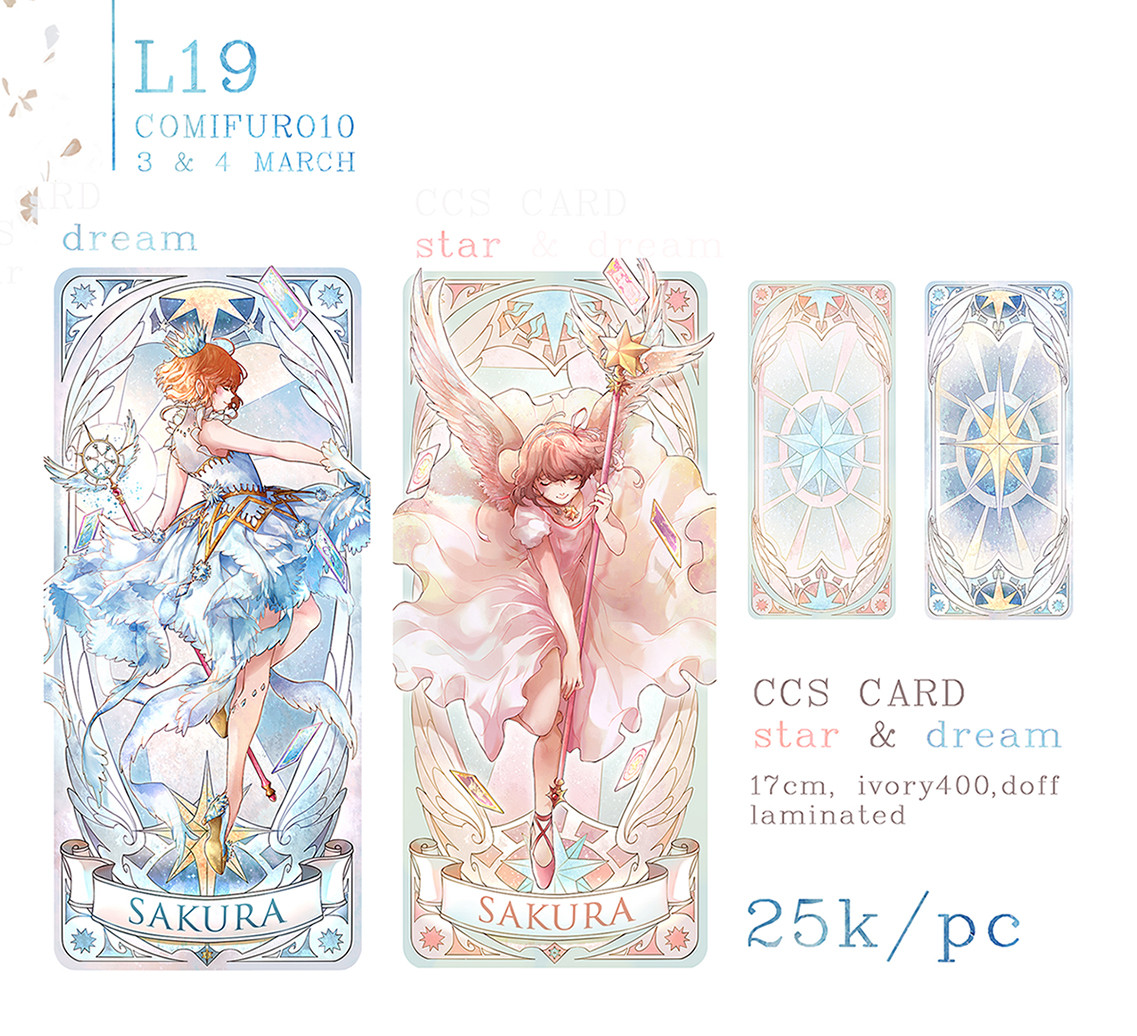 L19
COMIFURO10
3 & 4 MARCH
CCS CARD
dream
star & dream
SAKURA
SAKURA
CCS CARD
star & dream
17cm, ivory400,doff
laminated
25k/pc